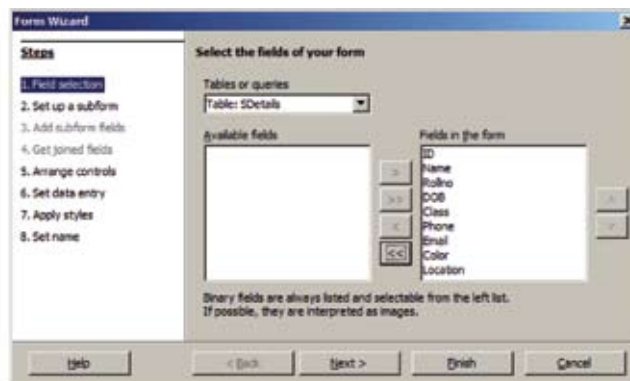 Form Wizard
Steps
1. Field selection
2. Set up a subform
3. Add subform fields
4. Get joined fields
5. Arrange controls
6. Set data entry
7. Apply styles
8. Set name
Select the fields of your form
Tables or queries
Table: SDetails
Available fields
Fields in the form
ID
Name
Rollno
DOB
Class
Phone
Email
Color
Location
>
>>
<
<<
Binary fields are always listed and selectable from the left list.
If possible, they are interpreted as images.
Help
< Back
Next >
Finish
Cancel